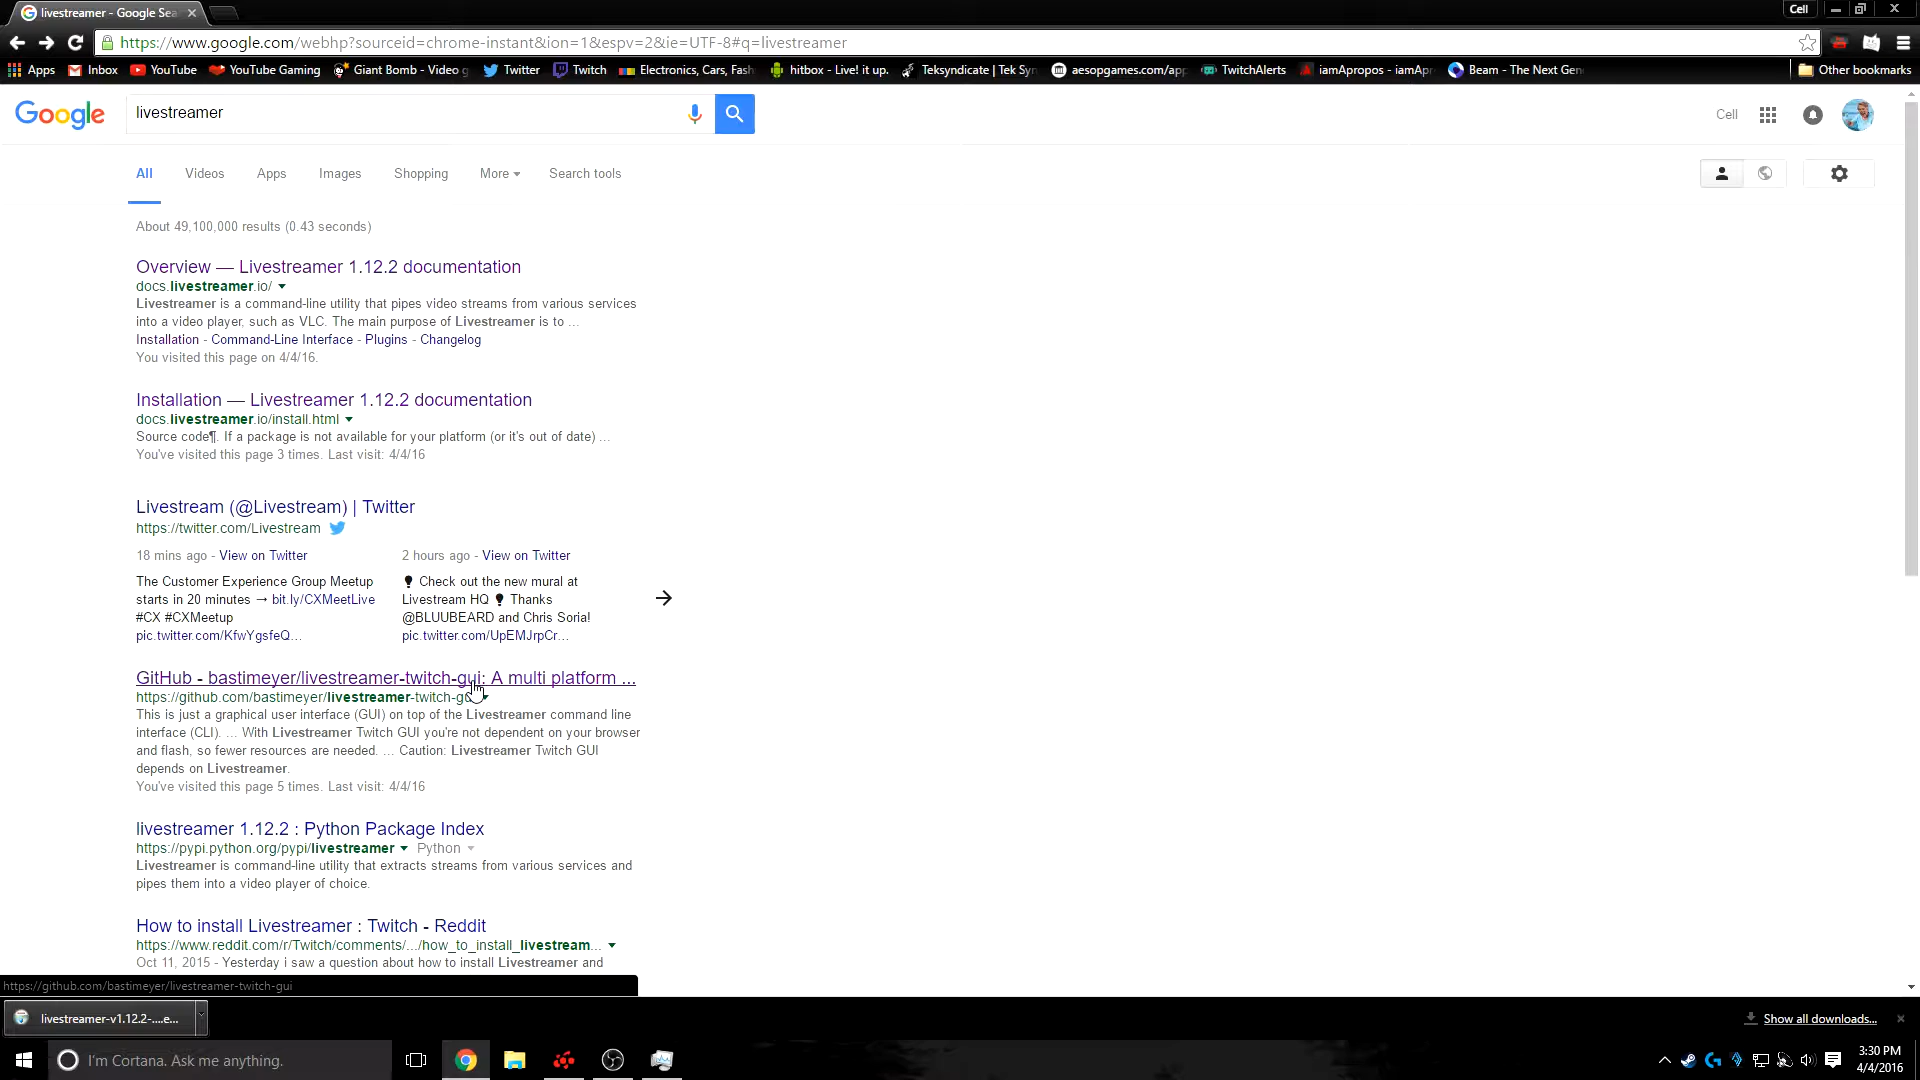 livestreamer - Google Sea
Cell
https://www.google.com/webhp?sourceid=chrome-instant&ion=1&espv=2&ie=UTF-8#q=livestreamer
Apps Inbox YouTube YouTube Gaming Giant Bomb - Video g Twitter Twitch Electronics, Cars, Fash hitbox - Live! it up. Teksyndicate | Tek Syn aesopgames.com/app TwitchAlerts iamApropos - iamApr Beam - The Next Gen Other bookmarks
Google livestreamer Cell
All Videos Apps Images Shopping More Search tools
About 49,100,000 results (0.43 seconds)
Overview — Livestreamer 1.12.2 documentation
docs.livestreamer.io/
Livestreamer is a command-line utility that pipes video streams from various services
into a video player, such as VLC. The main purpose of Livestreamer is to ...
Installation - Command-Line Interface - Plugins - Changelog
You visited this page on 4/4/16.
Installation — Livestreamer 1.12.2 documentation
docs.livestreamer.io/install.html
Source code¶. If a package is not available for your platform (or it's out of date) ...
You've visited this page 3 times. Last visit: 4/4/16
Livestream (@Livestream) | Twitter
https://twitter.com/Livestream
18 mins ago - View on Twitter
The Customer Experience Group Meetup
starts in 20 minutes → bit.ly/CXMeetLive
#CX #CXMeetup
pic.twitter.com/KfwYgsfeQ...
2 hours ago - View on Twitter
Check out the new mural at
Livestream HQ Thanks
@BLUUBEARD and Chris Soria!
pic.twitter.com/UpEMJrpCr...
GitHub - bastimeyer/livestreamer-twitch-gui: A multi platform ...
https://github.com/bastimeyer/livestreamer-twitch-gu
This is just a graphical user interface (GUI) on top of the Livestreamer command line
interface (CLI). ... With Livestreamer Twitch GUI you're not dependent on your browser
and flash, so fewer resources are needed. ... Caution: Livestreamer Twitch GUI
depends on Livestreamer.
You've visited this page 5 times. Last visit: 4/4/16
livestreamer 1.12.2 : Python Package Index
https://pypi.python.org/pypi/livestreamer Python
Livestreamer is command-line utility that extracts streams from various services and
pipes them into a video player of choice.
How to install Livestreamer : Twitch - Reddit
https://www.reddit.com/r/Twitch/comments/.../how_to_install_livestream...
Oct 11, 2015 - Yesterday i saw a question about how to install Livestreamer and
https://github.com/bastimeyer/livestreamer-twitch-gui
livestreamer-v1.12.2-....e...
Show all downloads...
I'm Cortana. Ask me anything.
3:30 PM
4/4/2016